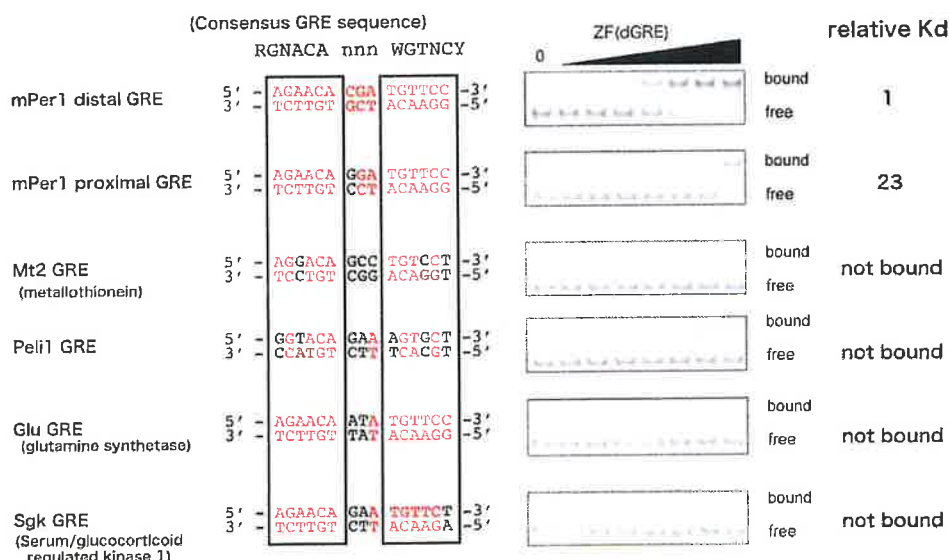 (Consensus GRE sequence)
RGNACA nnn WGTNCY
ZF(dGRE)
0
relative Kd
mPer1 distal GRE
5′ - AGAACA CGA TGTTCC -3′
3′ - TCTTGT GCT ACAAGG -5′
bound
free
1
mPer1 proximal GRE
5′ - AGAACA GGA TGTTCC -3′
3′ - TCTTGT CCT ACAAGG -5′
bound
free
23
Mt2 GRE
(metallothionein)
5′ - AGGACA GCC TGTCCT -3′
3′ - TCCTGT CGG ACAGGT -5′
bound
free
not bound
Peli1 GRE
5′ - GGTACA GAA AGTGCT -3′
3′ - CCATGT CTT TCACGT -5′
bound
free
not bound
Glu GRE
(glutamine synthetase)
5′ - AGAACA ATA TGTTCC -3′
3′ - TCTTGT TAT ACAAGG -5′
bound
free
not bound
Sgk GRE
(Serum/glucocorticoid
regulated kinase 1)
5′ - AGAACA GAA TGTTCT -3′
3′ - TCTTGT CTT ACAAGA -5′
bound
free
not bound